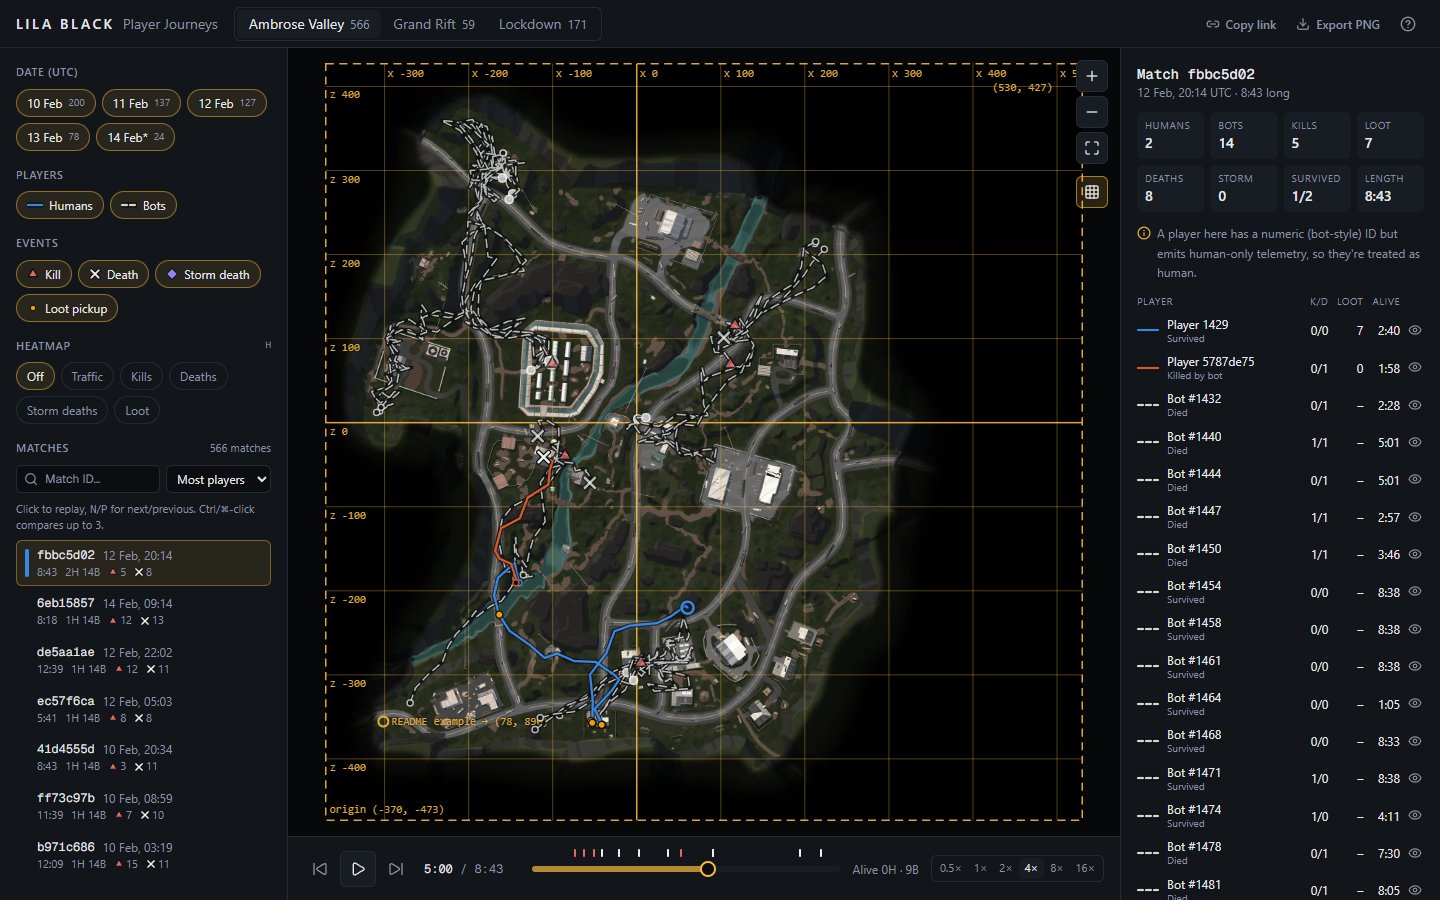 LILA BLACK Player Journeys
Ambrose Valley 566 Grand Rift 59 Lockdown 171
Copy link Export PNG
DATE (UTC)
10 Feb 200 11 Feb 137 12 Feb 127
13 Feb 78 14 Feb* 24
PLAYERS
Humans Bots
EVENTS
Kill Death Storm death
Loot pickup
HEATMAP H
Off Traffic Kills Deaths
Storm deaths Loot
MATCHES 566 matches
Match ID... Most players
Click to replay, N/P for next/previous. Ctrl/⌘-click
compares up to 3.
fbbc5d02 12 Feb, 20:14
8:43 2H 14B 5 8
6eb15857 14 Feb, 09:14
8:18 1H 14B 12 13
de5aa1ae 12 Feb, 22:02
12:39 1H 14B 12 11
ec57f6ca 12 Feb, 05:03
5:41 1H 14B 8 8
41d4555d 10 Feb, 20:34
8:43 1H 14B 3 11
ff73c97b 10 Feb, 08:59
11:39 1H 14B 7 10
b971c686 10 Feb, 03:19
12:09 1H 14B 15 11
x -300 x -200 x -100 x 0 x 100 x 200 x 300 x 400
(530, 427)
z 400
z 300
z 200
z 100
z 0
z -100
z -200
z -300
README example → (78, 89
z -400
origin (-370, -473)
5:00 / 8:43
Alive 0H · 9B
0.5× 1× 2× 4× 8× 16×
Match fbbc5d02
12 Feb, 20:14 UTC · 8:43 long
HUMANS BOTS KILLS LOOT
2 14 5 7
DEATHS STORM SURVIVED LENGTH
8 0 1/2 8:43
A player here has a numeric (bot-style) ID but
emits human-only telemetry, so they're treated as
human.
PLAYER K/D LOOT ALIVE
Player 1429 0/0 7 2:40
Survived
Player 5787de75 0/1 0 1:58
Killed by bot
Bot #1432 0/1 – 2:28
Died
Bot #1440 1/1 – 5:01
Died
Bot #1444 0/1 – 5:01
Died
Bot #1447 1/1 – 2:57
Died
Bot #1450 1/1 – 3:46
Died
Bot #1454 0/0 – 8:38
Survived
Bot #1458 0/0 – 8:38
Survived
Bot #1461 0/0 – 8:38
Survived
Bot #1464 0/0 – 1:05
Survived
Bot #1468 0/0 – 8:33
Survived
Bot #1471 1/0 – 8:38
Survived
Bot #1474 1/0 – 4:11
Survived
Bot #1478 0/1 – 7:30
Died
Bot #1481 0/1 – 8:05
Died